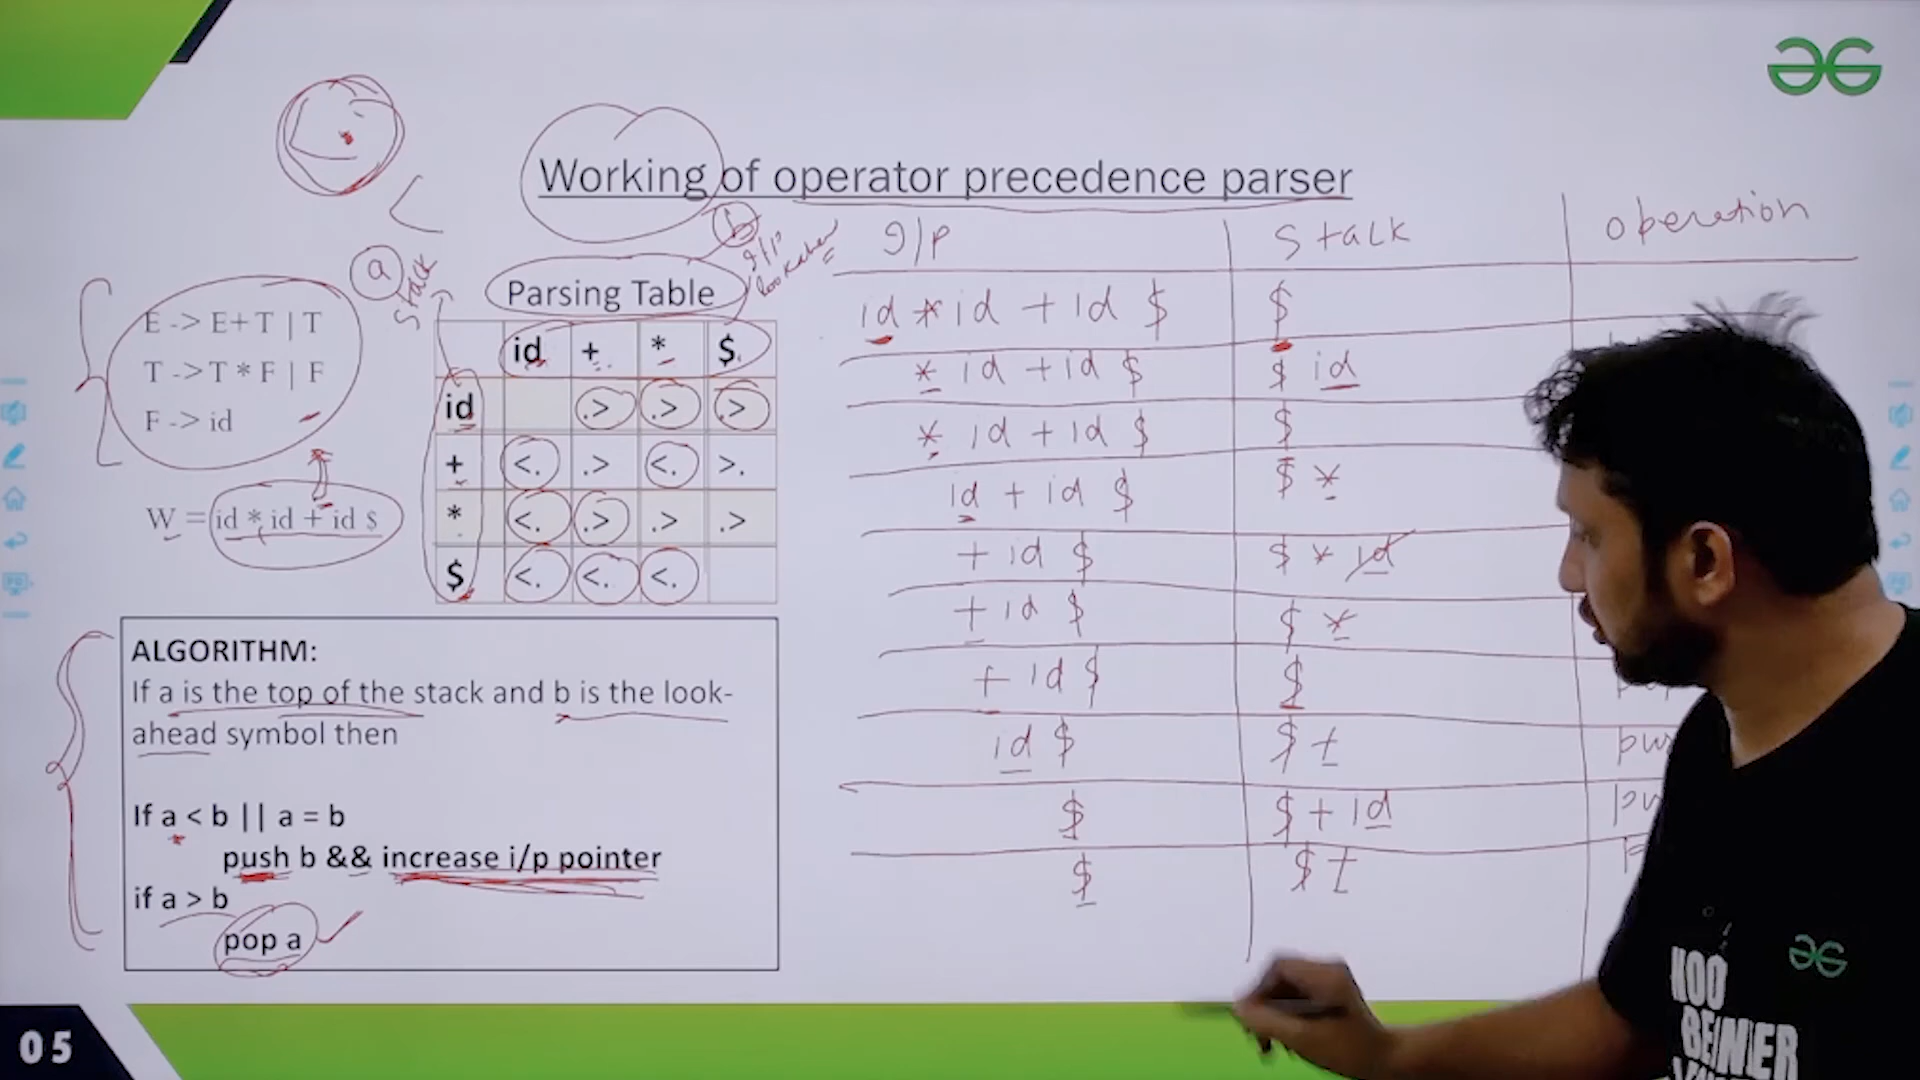 Working of operator precedence parser
a
Stack
b
I/P
lookahead
Parsing Table
E -> E+ T | T
T ->T * F | F
F -> id
W = id * id + id $
id + * $
id .> .> .>
+ <. .> <. >.
* <. .> .> .>
$ <. <. <.
ALGORITHM:
If a is the top of the stack and b is the look-
ahead symbol then
If a < b || a = b
push b && increase i/p pointer
if a > b
pop a
I/P Stack operation
id * id + id $ $
* id + id $ $ id
* id + id $ $
id + id $ $ *
+ id $ $ * id
+ id $ $ *
+ id $ $
id $ $ +
$ $ + id
$ $ +
05